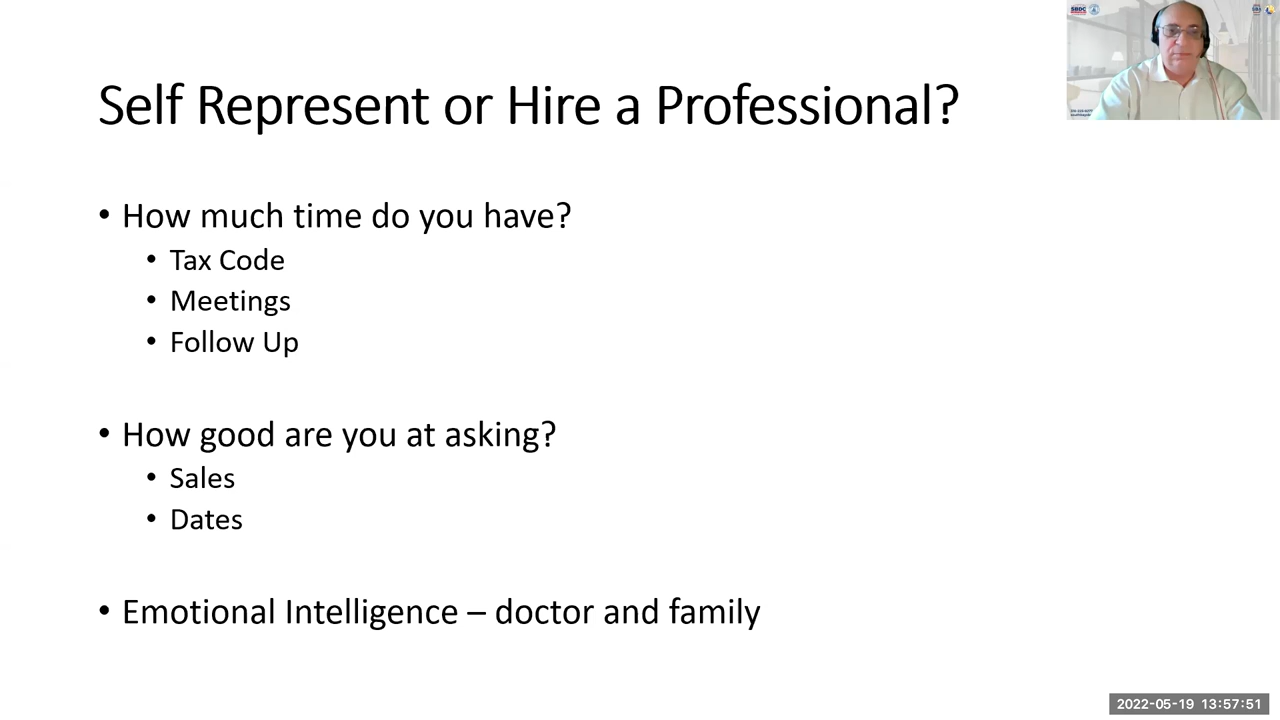 Self Represent or Hire a Professional?
SBDC
• How much time do you have?
• Tax Code
• Meetings
• Follow Up
• How good are you at asking?
• Sales
• Dates
• Emotional Intelligence – doctor and family
2022-05-19 13:57:51